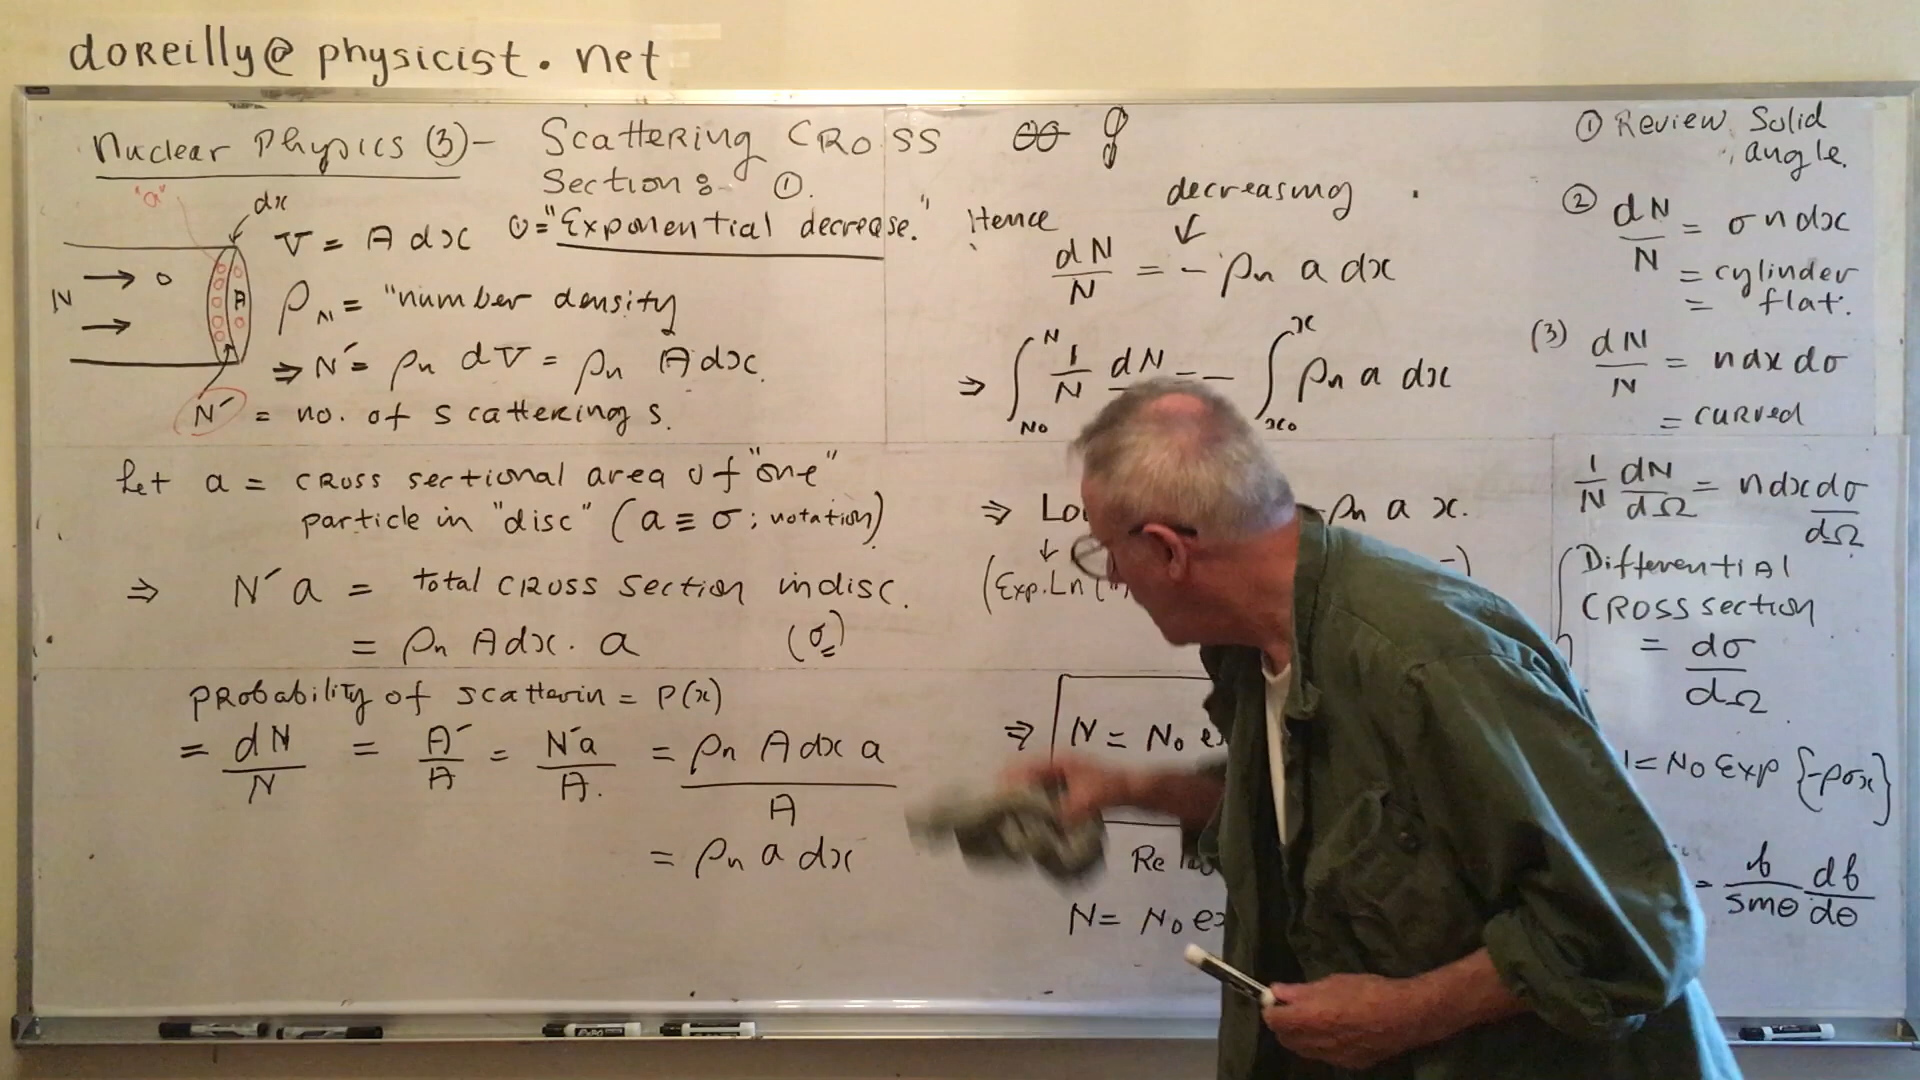 doReilly@physicist.net
Nuclear Physics (3) - Scattering CROSS
Section: ①.
"a"
dx
V = A dx
① = "Exponential decrease."
N
A
ρn = "number density
⇒ N´ = ρn dV = ρn A dx.
N´ = no. of scatterings.
Let a = cross sectional area of "one"
particle in "disc" (a ≡ σ; notation)
⇒ N´a = total cross section in disc.
= ρn A dx. a (σ)
probability of scatterin = P(x)
= dN/N = A´/A = N´a/A. = ρn A dx a/A
= ρn a dx
Hence
decreasing
dN/N = - ρn a dx
⇒ ∫ N No 1/N dN = - ∫ x xo ρn a dx
⇒ ρn a x.
(Exp.Ln (
⇒ N = No
N = No
① Review Solid
angle.
② dN/N = σ n dx
= cylinder
= flat.
(3) dN/N = n dx dσ
= curved
1/N dN/dΩ = n dx dσ/dΩ
Differential
CROSS section
= dσ/dΩ
= No Exp {-ρσx}
= b/sinθ db/dθ